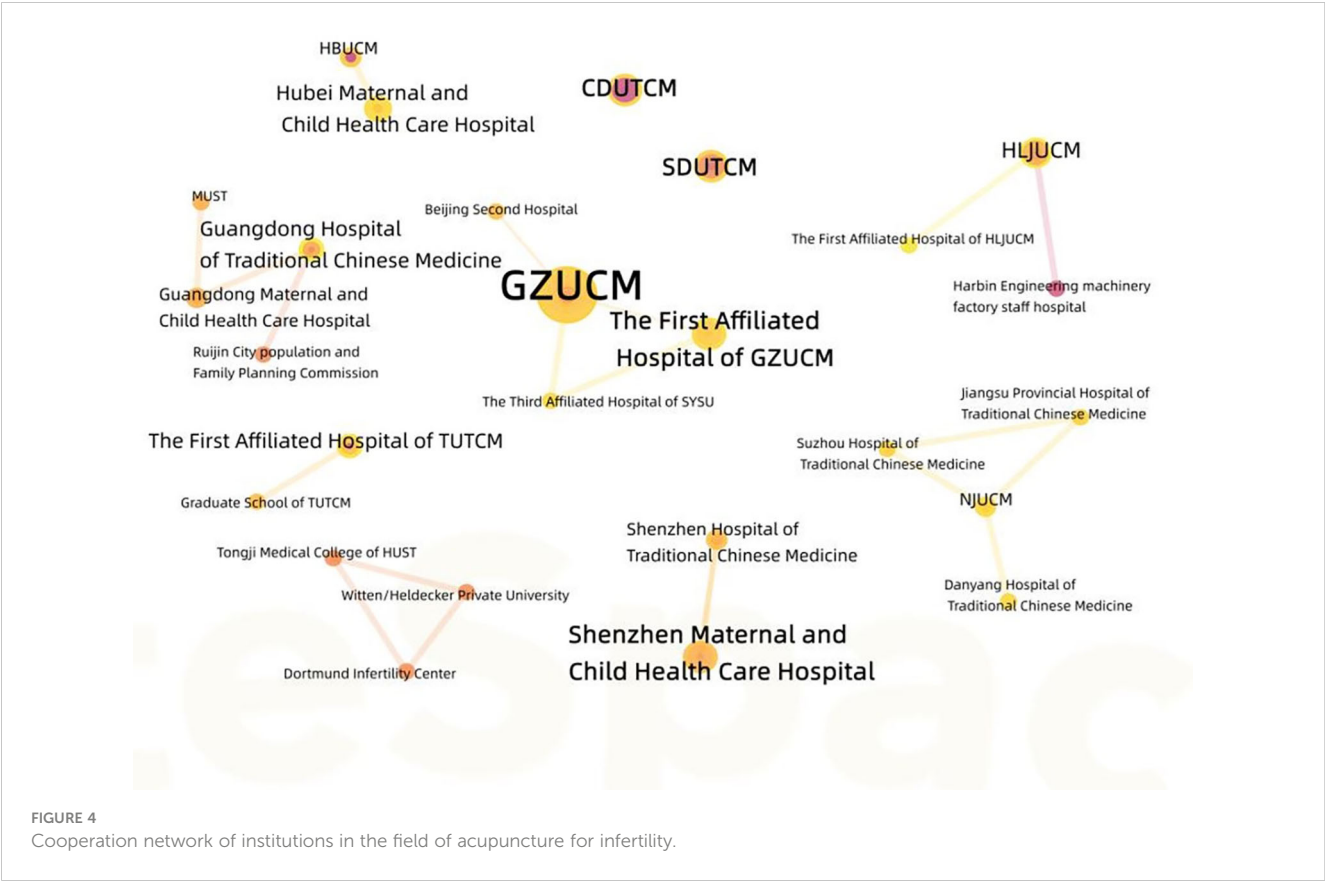 HBUCM
Hubei Maternal and
Child Health Care Hospital
CDUTCM
SDUTCM
HLJUCM
MUST
Beijing Second Hospital
Guangdong Hospital
of Traditional Chinese Medicine
The First Affiliated Hospital of HLJUCM
GZUCM
Harbin Engineering machinery
factory staff hospital
Guangdong Maternal and
Child Health Care Hospital
The First Affiliated
Hospital of GZUCM
Ruijin City population and
Family Planning Commission
The Third Affiliated Hospital of SYSU
Jiangsu Provincial Hospital of
Traditional Chinese Medicine
The First Affiliated Hospital of TUTCM
Suzhou Hospital of
Traditional Chinese Medicine
Graduate School of TUTCM
NJUCM
Shenzhen Hospital of
Traditional Chinese Medicine
Tongji Medical College of HUST
Witten/Heldecker Private University
Danyang Hospital of
Traditional Chinese Medicine
Shenzhen Maternal and
Child Health Care Hospital
Dortmund Infertility Center
teSpac
FIGURE 4
Cooperation network of institutions in the field of acupuncture for infertility.